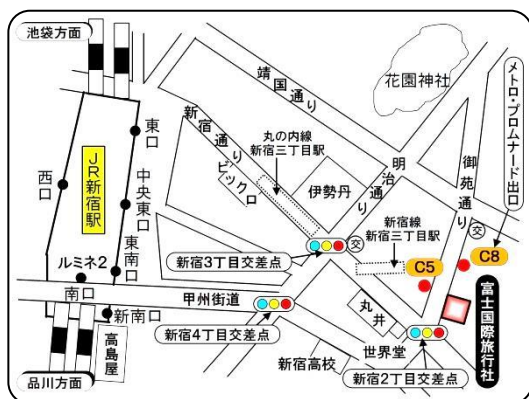 池袋方面
花園神社
メトロ・プロムナード出口
靖国通り
新宿通り
丸の内線
新宿三丁目駅
ビックロ
明治通り
御苑通り
伊勢丹
東口
JR新宿駅
中央東口
西口
交
交
新宿線
新宿三丁目駅
C8
C5
新宿3丁目交差点
東南口
ルミネ2
南口
甲州街道
新南口
丸井
富士国際旅行社
新宿4丁目交差点
高島屋
世界堂
新宿高校
新宿2丁目交差点
品川方面